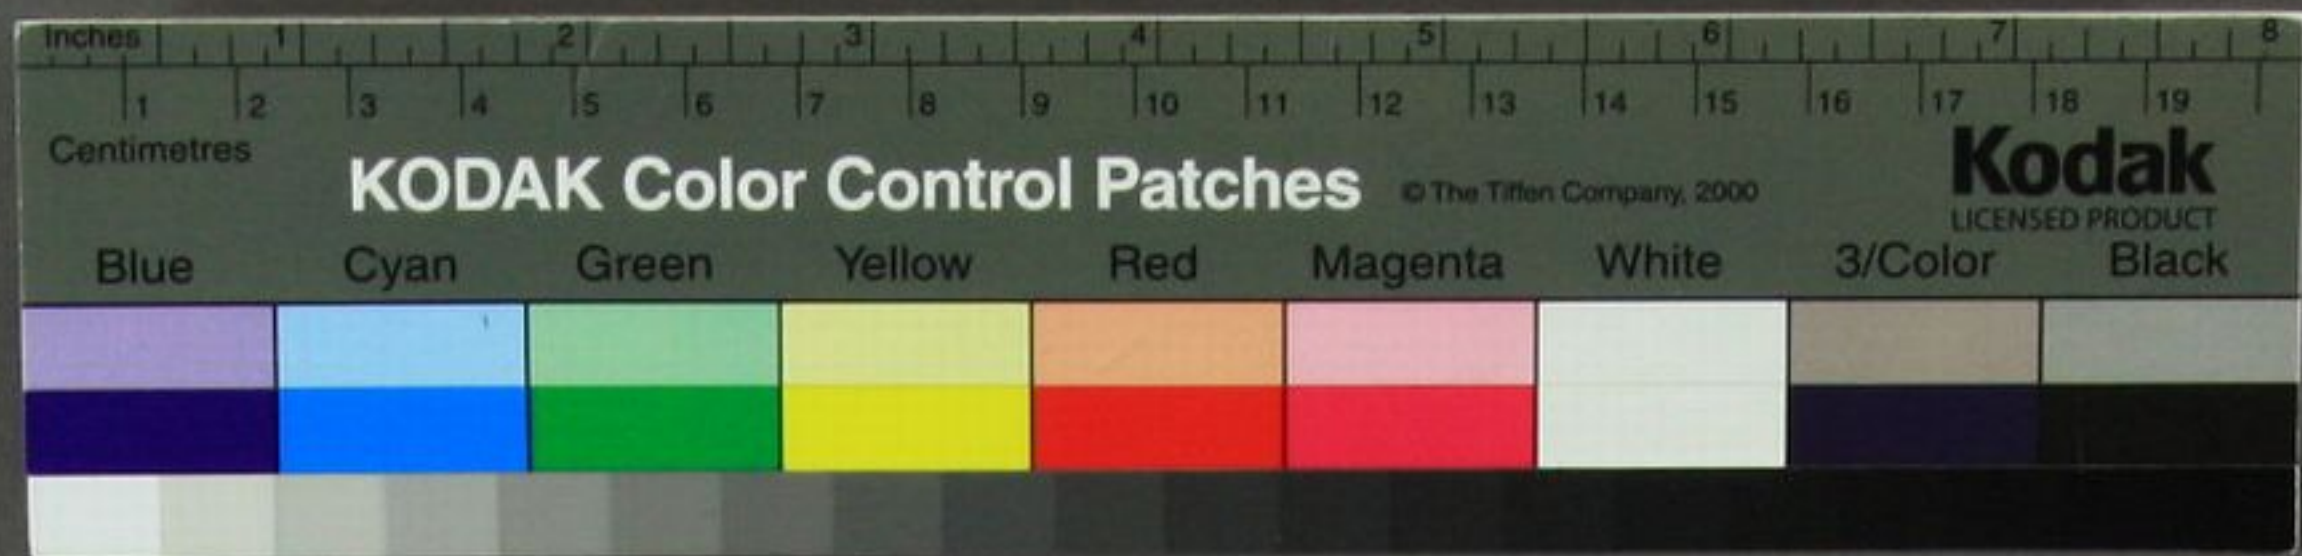 Inches 1 2 3 4 5 6 7 8
1 2 3 4 5 6 7 8 9 10 11 12 13 14 15 16 17 18 19
Centimetres
KODAK Color Control Patches © The Tiffen Company, 2000 Kodak
LICENSED PRODUCT
Blue Cyan Green Yellow Red Magenta White 3/Color Black